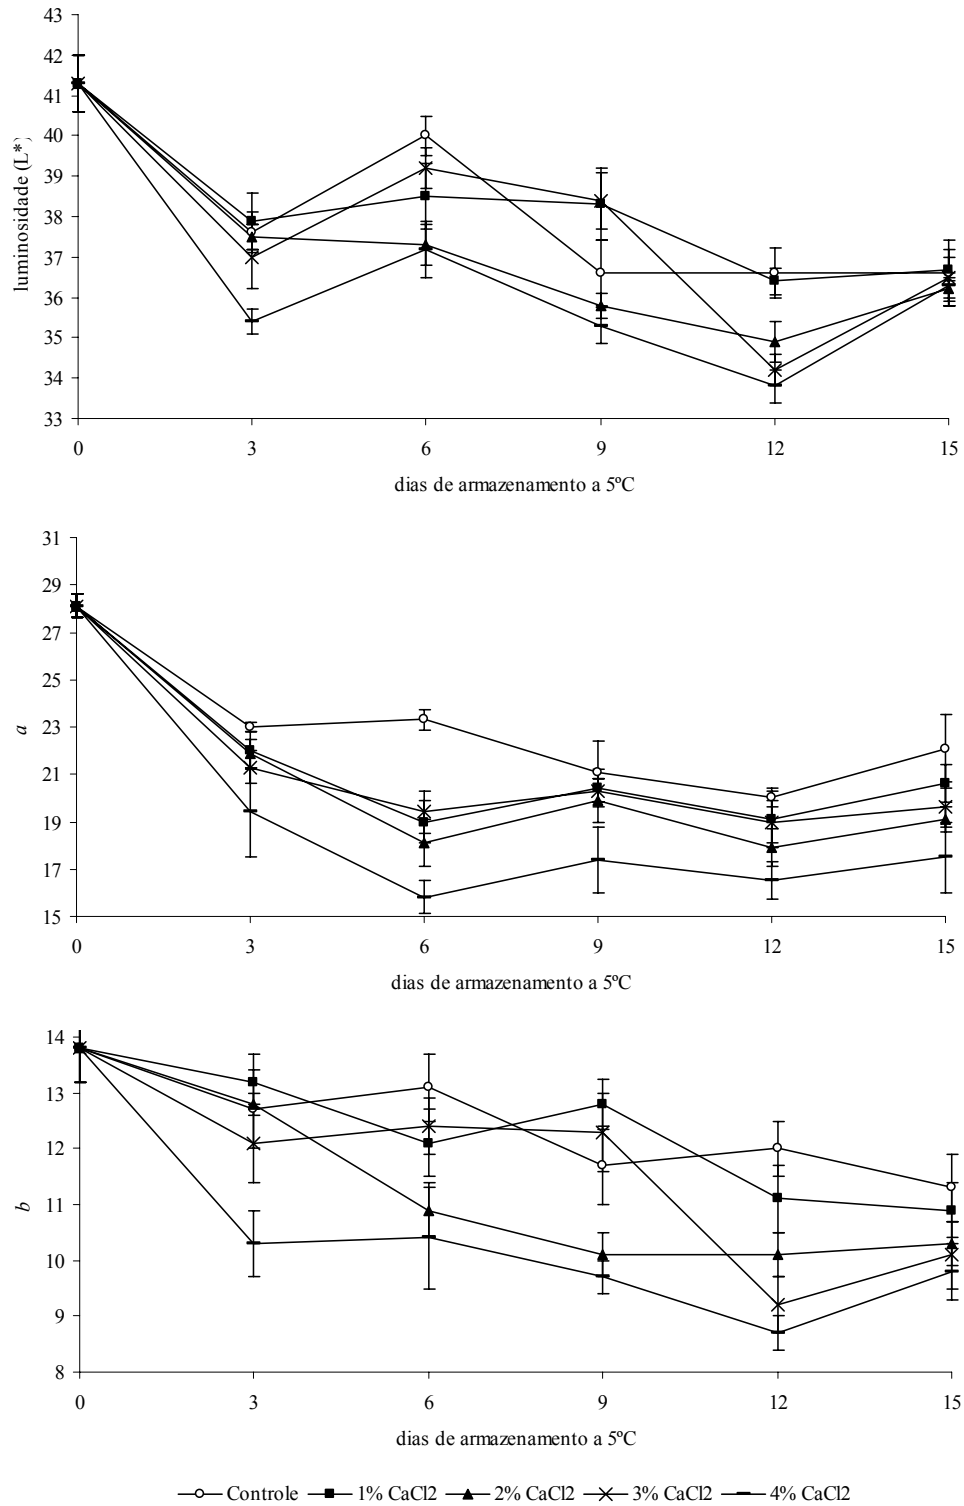 43
42
41
40
39
38
37
36
35
34
33
luminosidade (L*)
0 3 6 9 12 15
dias de armazenamento a 5ºC
31
29
27
25
23
21
19
17
15
a
0 3 6 9 12 15
dias de armazenamento a 5ºC
14
13
12
11
10
9
8
b
0 3 6 9 12 15
dias de armazenamento a 5ºC
Controle 1% CaCl2 2% CaCl2 3% CaCl2 4% CaCl2